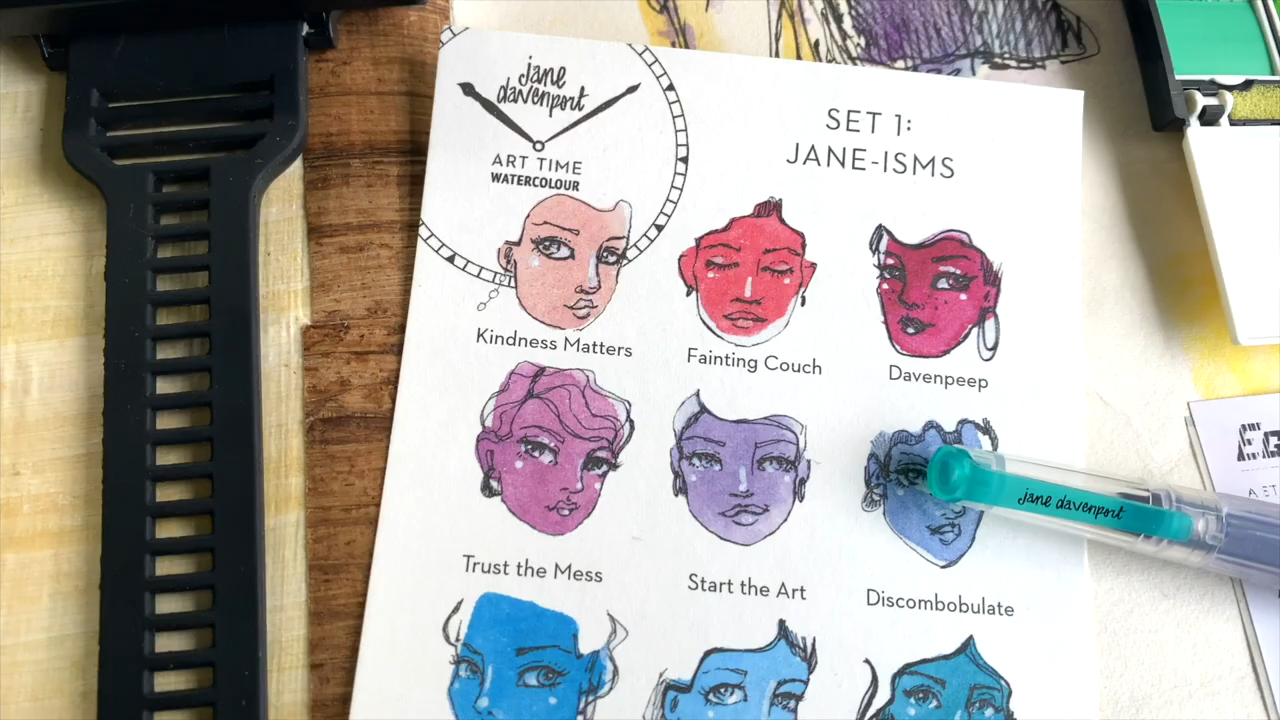 jane
davenport
ART TIME
WATERCOLOUR
SET 1:
JANE-ISMS
Kindness Matters
Fainting Couch
Davenpeep
Trust the Mess
Start the Art
Discombobulate
jane davenport